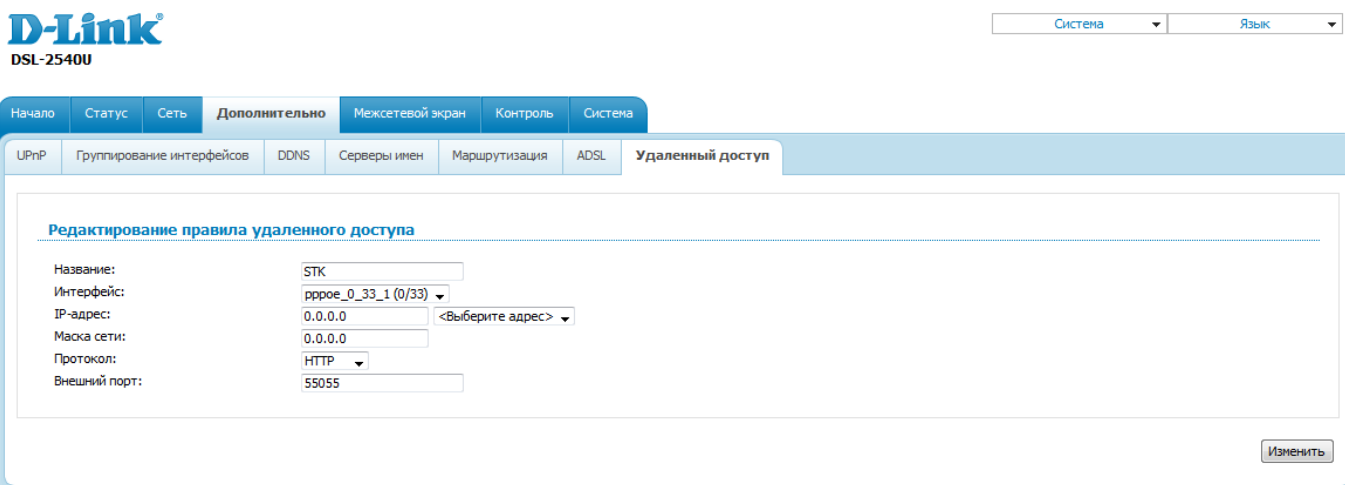 D-Link
DSL-2540U
Система Язык
Начало Статус Сеть Дополнительно Межсетевой экран Контроль Система
UPnP Группирование интерфейсов DDNS Серверы имен Маршрутизация ADSL Удаленный доступ
Редактирование правила удаленного доступа
Название: STK
Интерфейс: pppoe_0_33_1 (0/33)
IP-адрес: 0.0.0.0 <Выберите адрес>
Маска сети: 0.0.0.0
Протокол: HTTP
Внешний порт: 55055
Изменить